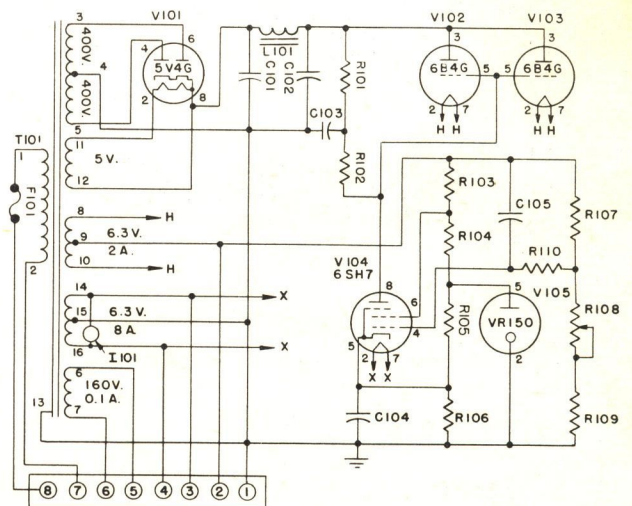 V101
V102
V103
3
400V.
4
6
5V4G
2
8
4
400V.
5
L101
C101
C102
R101
C103
R102
3
6B4G
5
2
7
H H
3
5
6B4G
2
7
H H
T101
1
F101
2
11
5V.
12
8
H
9
6.3V.
2A.
10
H
14
X
15
6.3V.
8A.
16
X
I101
6
160V.
0.1A.
7
13
R103
C105
R107
R104
R110
V104
6SH7
8
6
4
5
2
7
X X
R105
5
V105
VR150
2
R108
C104
R106
R109
8 7 6 5 4 3 2 1